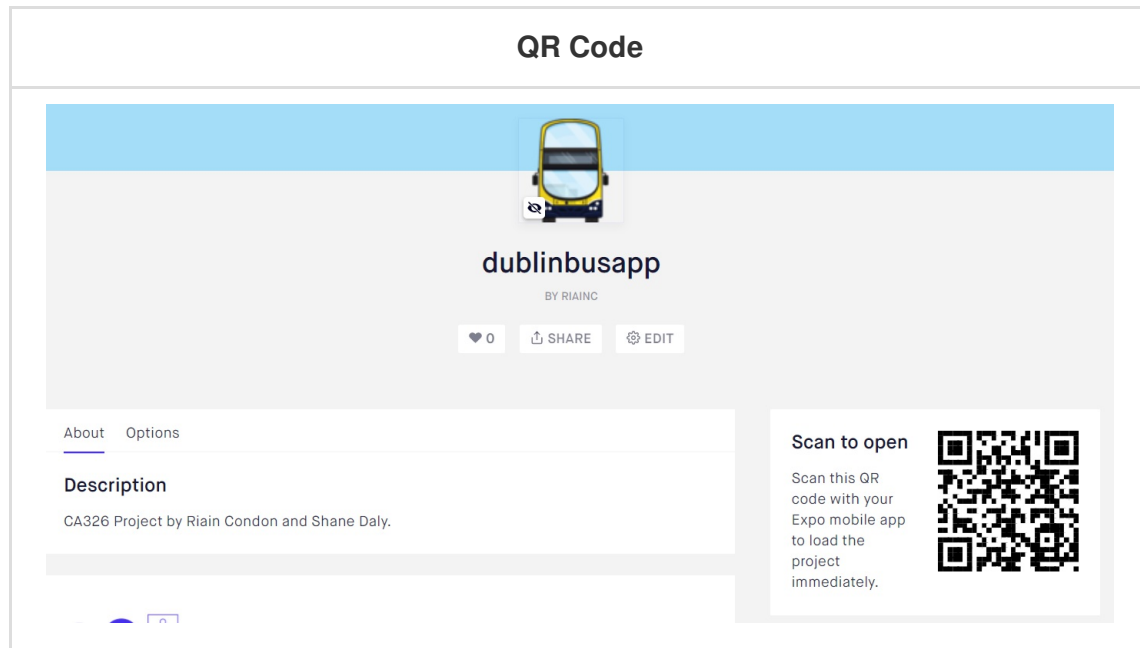 QR Code
dublinbusapp
BY RIAINC
0
SHARE
EDIT
About Options
Description
CA326 Project by Riain Condon and Shane Daly.
Scan to open
Scan this QR
code with your
Expo mobile app
to load the
project
immediately.